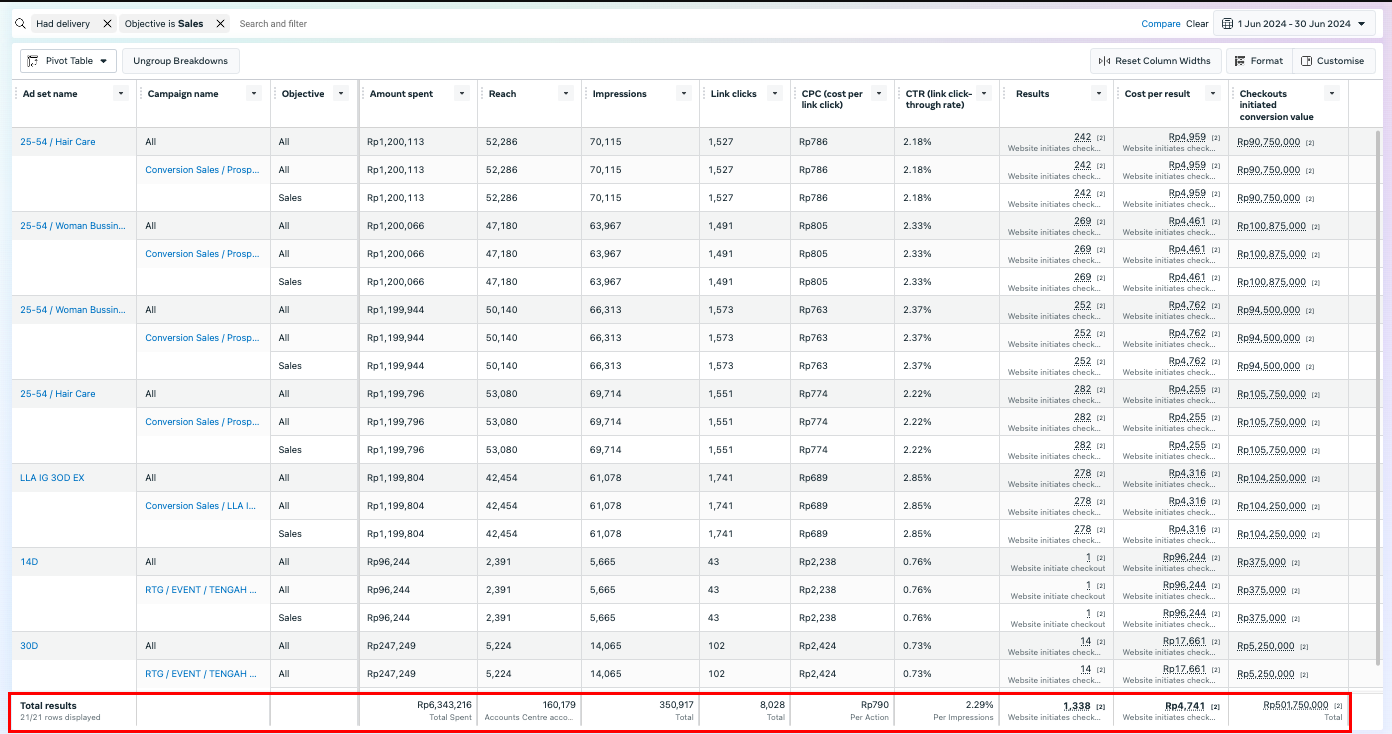 Had delivery × Objective is Sales × Search and filter Compare Clear 1 Jun 2024 - 30 Jun 2024
Pivot Table Ungroup Breakdowns Reset Column Widths Format Customise
Ad set name Campaign name Objective Amount spent Reach Impressions Link clicks CPC (cost per link click) CTR (link click-through rate) Results Cost per result Checkouts initiated conversion value
25-54 / Hair Care All All Rp1,200,113 52,286 70,115 1,527 Rp786 2.18% 242 [2] Rp4,959 [2] Rp90,750,000 [2]
Website initiates check... Website initiates check...
Conversion Sales / Prosp... All Rp1,200,113 52,286 70,115 1,527 Rp786 2.18% 242 [2] Rp4,959 [2] Rp90,750,000 [2]
Website initiates check... Website initiates check...
Sales Rp1,200,113 52,286 70,115 1,527 Rp786 2.18% 242 [2] Rp4,959 [2] Rp90,750,000 [2]
Website initiates check... Website initiates check...
25-54 / Woman Bussin... All All Rp1,200,066 47,180 63,967 1,491 Rp805 2.33% 269 [2] Rp4,461 [2] Rp100,875,000 [2]
Website initiates check... Website initiates check...
Conversion Sales / Prosp... All Rp1,200,066 47,180 63,967 1,491 Rp805 2.33% 269 [2] Rp4,461 [2] Rp100,875,000 [2]
Website initiates check... Website initiates check...
Sales Rp1,200,066 47,180 63,967 1,491 Rp805 2.33% 269 [2] Rp4,461 [2] Rp100,875,000 [2]
Website initiates check... Website initiates check...
25-54 / Woman Bussin... All All Rp1,199,944 50,140 66,313 1,573 Rp763 2.37% 252 [2] Rp4,762 [2] Rp94,500,000 [2]
Website initiates check... Website initiates check...
Conversion Sales / Prosp... All Rp1,199,944 50,140 66,313 1,573 Rp763 2.37% 252 [2] Rp4,762 [2] Rp94,500,000 [2]
Website initiates check... Website initiates check...
Sales Rp1,199,944 50,140 66,313 1,573 Rp763 2.37% 252 [2] Rp4,762 [2] Rp94,500,000 [2]
Website initiates check... Website initiates check...
25-54 / Hair Care All All Rp1,199,796 53,080 69,714 1,551 Rp774 2.22% 282 [2] Rp4,255 [2] Rp105,750,000 [2]
Website initiates check... Website initiates check...
Conversion Sales / Prosp... All Rp1,199,796 53,080 69,714 1,551 Rp774 2.22% 282 [2] Rp4,255 [2] Rp105,750,000 [2]
Website initiates check... Website initiates check...
Sales Rp1,199,796 53,080 69,714 1,551 Rp774 2.22% 282 [2] Rp4,255 [2] Rp105,750,000 [2]
Website initiates check... Website initiates check...
LLA IG 3OD EX All All Rp1,199,804 42,454 61,078 1,741 Rp689 2.85% 278 [2] Rp4,316 [2] Rp104,250,000 [2]
Website initiates check... Website initiates check...
Conversion Sales / LLA I... All Rp1,199,804 42,454 61,078 1,741 Rp689 2.85% 278 [2] Rp4,316 [2] Rp104,250,000 [2]
Website initiates check... Website initiates check...
Sales Rp1,199,804 42,454 61,078 1,741 Rp689 2.85% 278 [2] Rp4,316 [2] Rp104,250,000 [2]
Website initiates check... Website initiates check...
14D All All Rp96,244 2,391 5,665 43 Rp2,238 0.76% 1 [2] Rp96,244 [2] Rp375,000 [2]
Website initiate checkout Website initiates check...
RTG / EVENT / TENGAH ... All Rp96,244 2,391 5,665 43 Rp2,238 0.76% 1 [2] Rp96,244 [2] Rp375,000 [2]
Website initiate checkout Website initiates check...
Sales Rp96,244 2,391 5,665 43 Rp2,238 0.76% 1 [2] Rp96,244 [2] Rp375,000 [2]
Website initiate checkout Website initiates check...
30D All All Rp247,249 5,224 14,065 102 Rp2,424 0.73% 14 [2] Rp17,661 [2] Rp5,250,000 [2]
Website initiates check... Website initiates check...
RTG / EVENT / TENGAH ... All Rp247,249 5,224 14,065 102 Rp2,424 0.73% 14 [2] Rp17,661 [2] Rp5,250,000 [2]
Website initiates check... Website initiates check...
Total results Rp6,343,216 160,179 350,917 8,028 Rp790 2.29% 1,338 [2] Rp4,741 [2] Rp501,750,000 [2]
21/21 rows displayed Total Spent Accounts Centre acco... Total Total Per Action Per Impressions Website initiates check... Website initiates check... Total